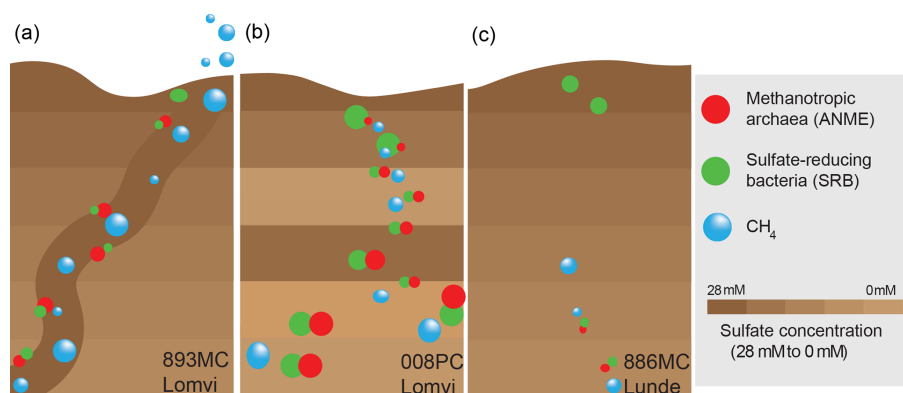 (a)
(b)
(c)
893MC
Lomvi
008PC
Lomvi
886MC
Lunde
Methanotropic
archaea (ANME)
Sulfate-reducing
bacteria (SRB)
CH4
28 mM 0 mM
Sulfate concentration
(28 mM to 0 mM)